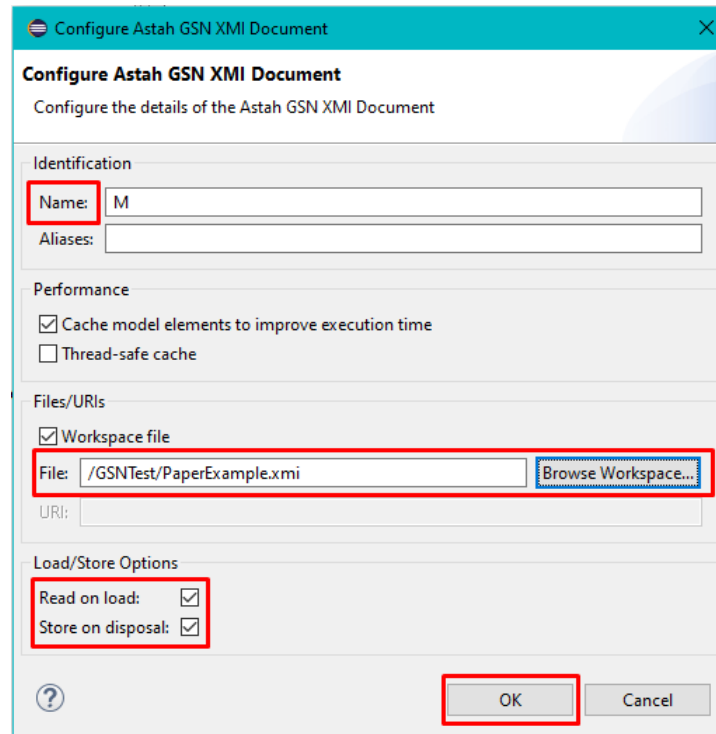 Configure Astah GSN XMI Document
Configure Astah GSN XMI Document
Configure the details of the Astah GSN XMI Document
Identification
Name: M
Aliases:
Performance
Cache model elements to improve execution time
Thread-safe cache
Files/URIs
Workspace file
File: /GSNTest/PaperExample.xmi Browse Workspace...
URI:
Load/Store Options
Read on load:
Store on disposal:
? OK Cancel